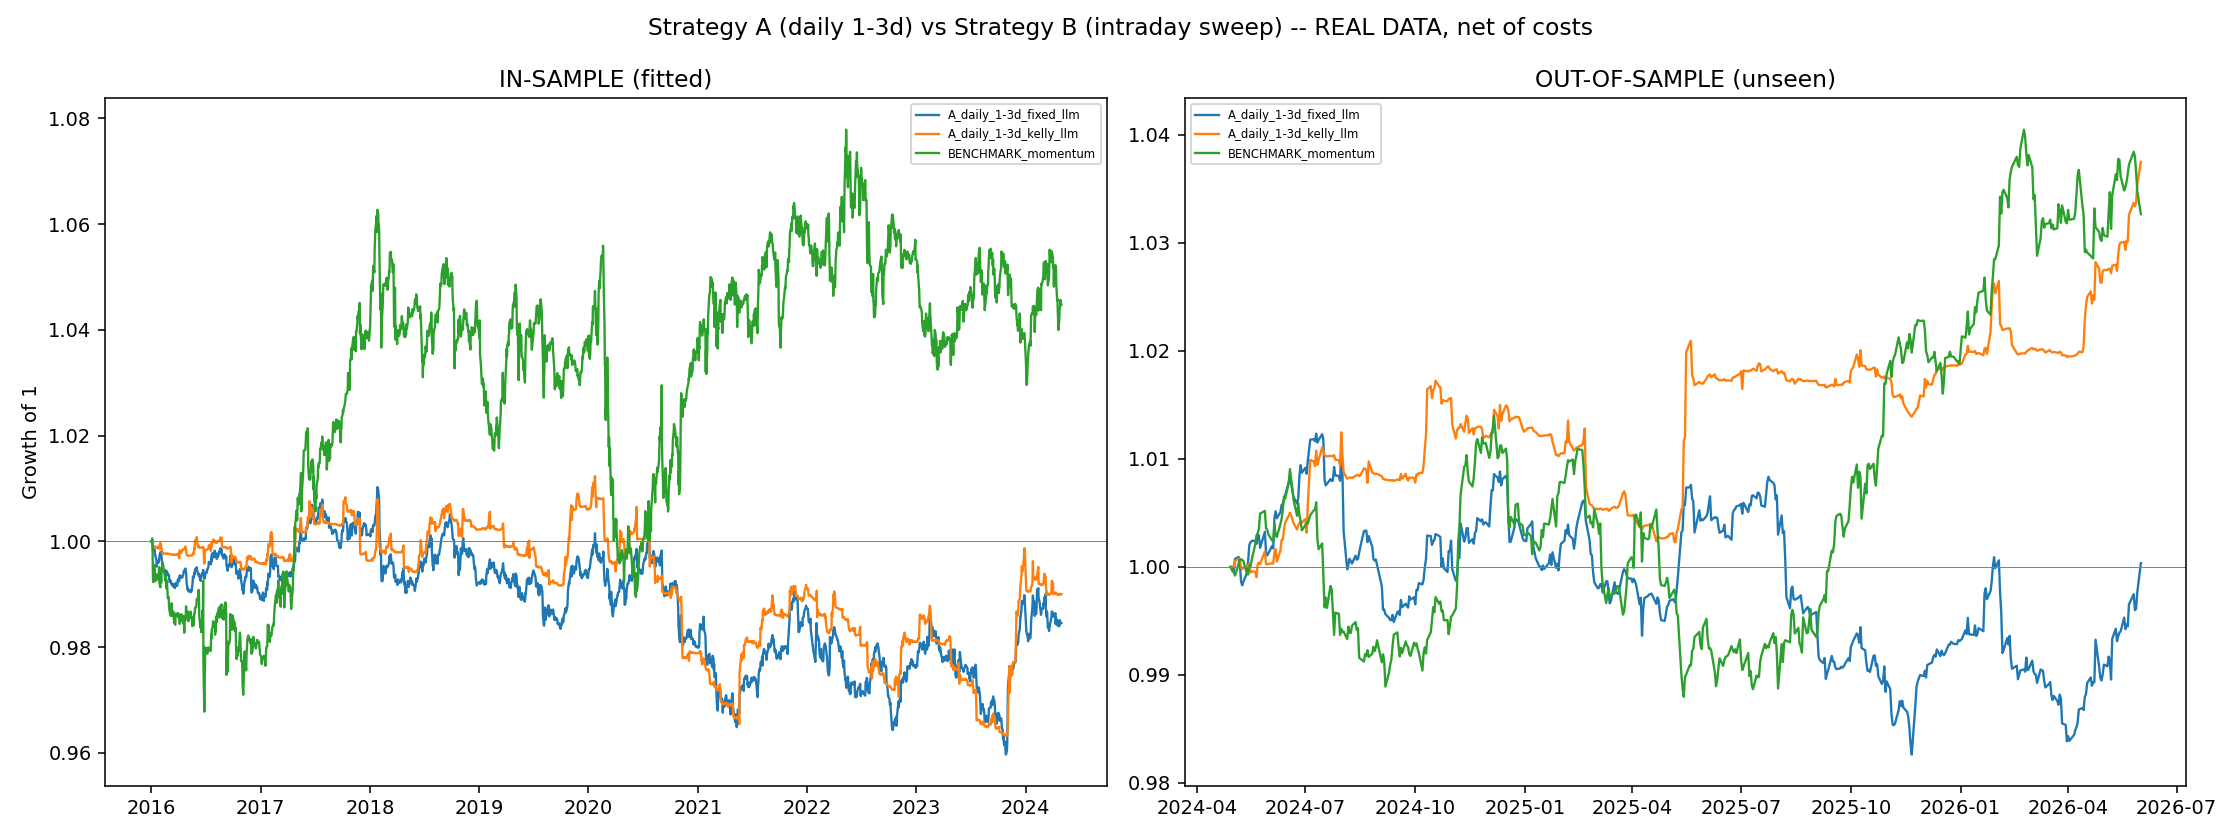 Strategy A (daily 1-3d) vs Strategy B (intraday sweep) -- REAL DATA, net of costs
IN-SAMPLE (fitted)
A_daily_1-3d_fixed_llm
A_daily_1-3d_kelly_llm
BENCHMARK_momentum
Growth of 1
1.08
1.06
1.04
1.02
1.00
0.98
0.96
2016 2017 2018 2019 2020 2021 2022 2023 2024
OUT-OF-SAMPLE (unseen)
A_daily_1-3d_fixed_llm
A_daily_1-3d_kelly_llm
BENCHMARK_momentum
1.04
1.03
1.02
1.01
1.00
0.99
0.98
2024-04 2024-07 2024-10 2025-01 2025-04 2025-07 2025-10 2026-01 2026-04 2026-07